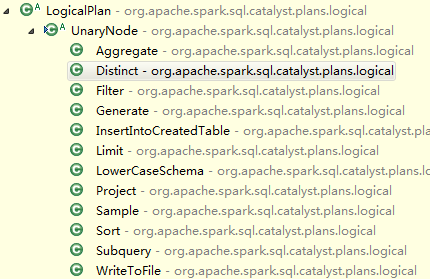 LogicalPlan - org.apache.spark.sql.catalyst.plans.logical
UnaryNode - org.apache.spark.sql.catalyst.plans.logical
Aggregate - org.apache.spark.sql.catalyst.plans.logical
Distinct - org.apache.spark.sql.catalyst.plans.logical
Filter - org.apache.spark.sql.catalyst.plans.logical
Generate - org.apache.spark.sql.catalyst.plans.logical
InsertIntoCreatedTable - org.apache.spark.sql.catalyst.pl
Limit - org.apache.spark.sql.catalyst.plans.logical
LowerCaseSchema - org.apache.spark.sql.catalyst.plan
Project - org.apache.spark.sql.catalyst.plans.logical
Sample - org.apache.spark.sql.catalyst.plans.logical
Sort - org.apache.spark.sql.catalyst.plans.logical
Subquery - org.apache.spark.sql.catalyst.plans.logical
WriteToFile - org.apache.spark.sql.catalyst.plans.logical